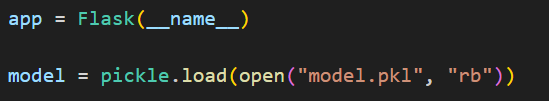 app = Flask(__name__)
model = pickle.load(open("model.pkl", "rb"))